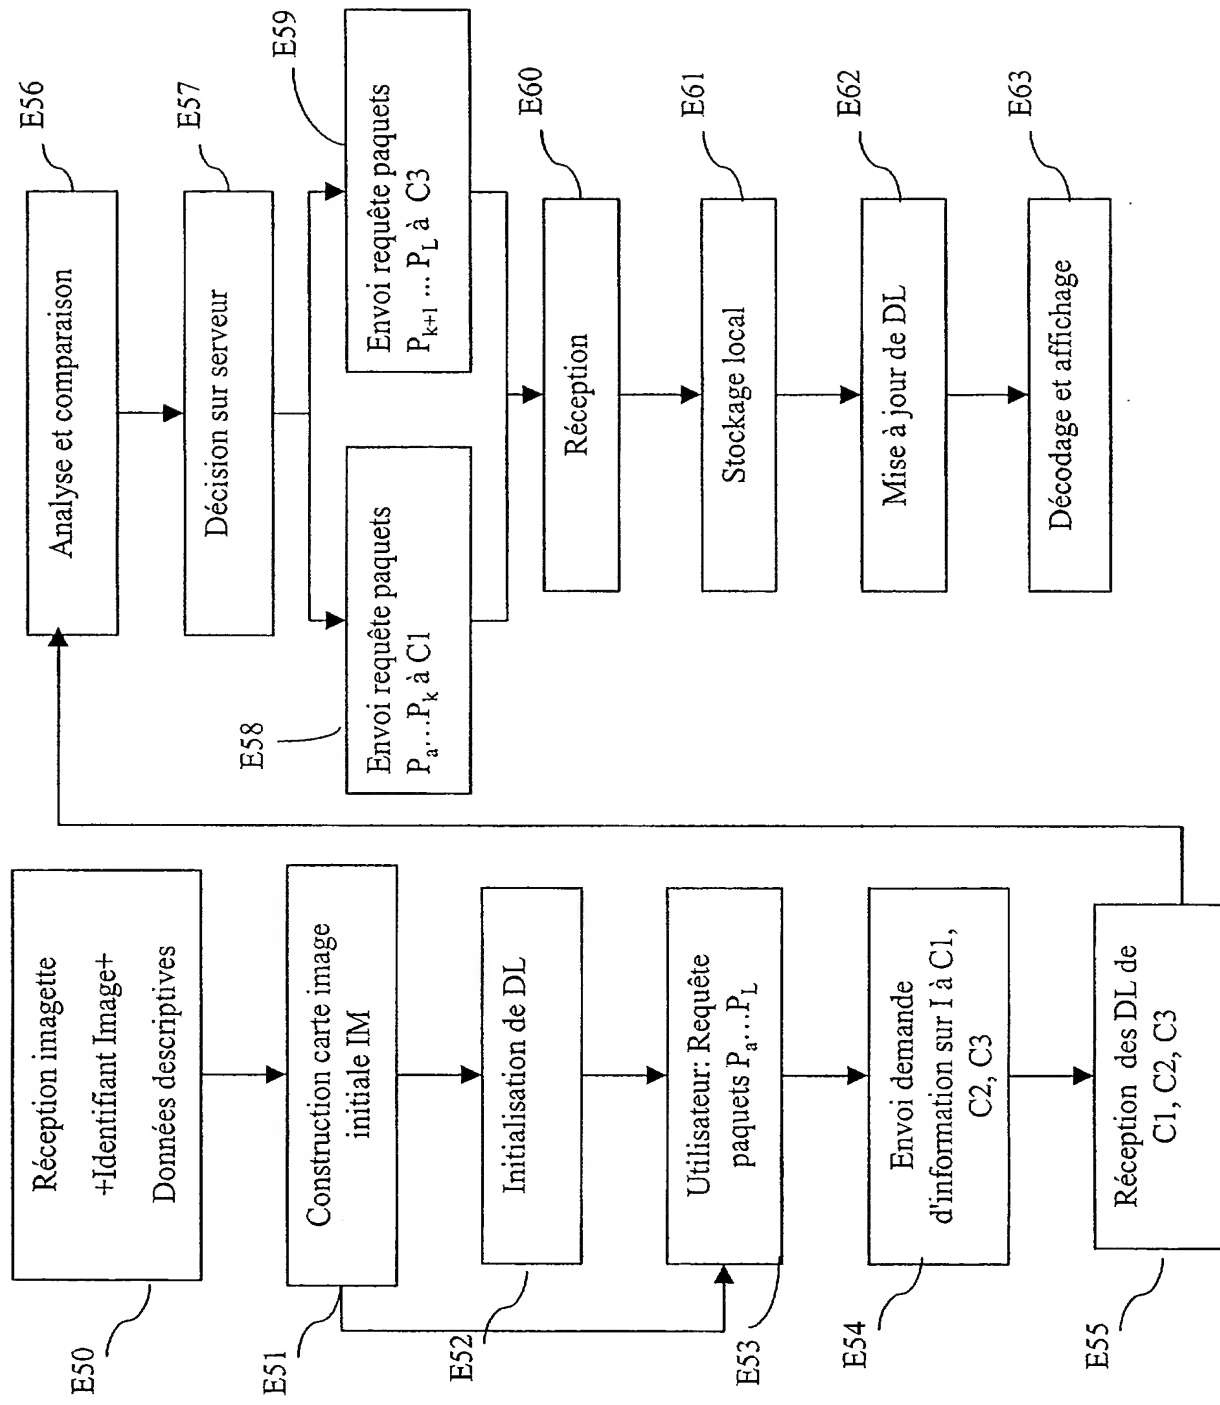 E50
Réception imagette
+Identifiant Image+
Données descriptives
E51
Construction carte image
initiale IM
E52
Initialisation de DL
E53
Utilisateur: Requête
paquets Pa...PL
E54
Envoi demande
d'information sur I à C1,
C2, C3
E55
Réception des DL de
C1, C2, C3
E56
Analyse et comparaison
E57
Décision sur serveur
E58
Envoi requête paquets
Pa...Pk à C1
E59
Envoi requête paquets
Pk+1 ... PL à C3
E60
Réception
E61
Stockage local
E62
Mise à jour de DL
E63
Décodage et affichage